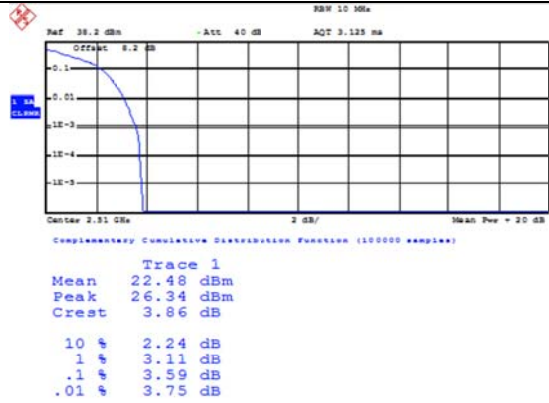 RBW 10 MHz
Ref 38.2 dBm Att 40 dB AQT 3.125 ms
Offset 8.2 dB
0.1
0.01
1E-3
1E-4
1E-5
1 SA
CLRWR
Center 2.51 GHz 2 dB/ Mean Pwr + 20 dB
Complementary Cumulative Distribution Function (100000 samples)
Trace 1
Mean 22.48 dBm
Peak 26.34 dBm
Crest 3.86 dB
10 % 2.24 dB
1 % 3.11 dB
.1 % 3.59 dB
.01 % 3.75 dB